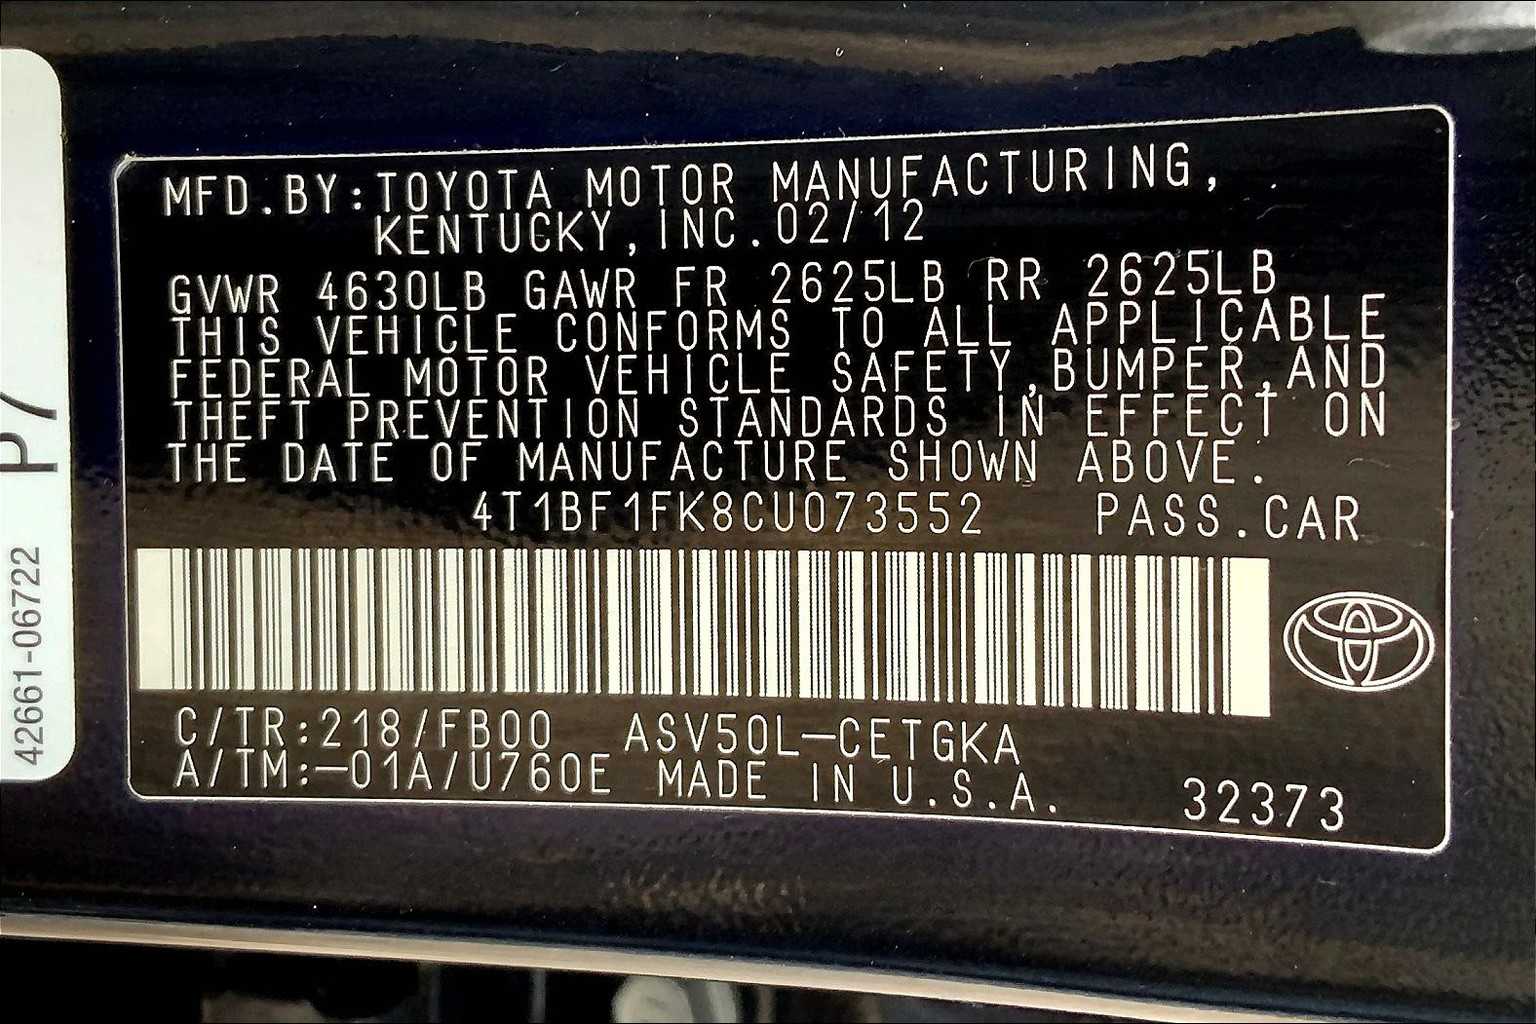 MFD.BY:TOYOTA MOTOR MANUFACTURING,
KENTUCKY,INC.02/12
GVWR 4630LB GAWR FR 2625LB RR 2625LB
THIS VEHICLE CONFORMS TO ALL APPLICABLE
FEDERAL MOTOR VEHICLE SAFETY,BUMPER,AND
THEFT PREVENTION STANDARDS IN EFFECT ON
THE DATE OF MANUFACTURE SHOWN ABOVE.
4T1BF1FK8CU073552 PASS.CAR
C/TR:218/FB00 ASV50L-CETGKA
A/TM:-01A/U760E MADE IN U.S.A. 32373
P7
42661-06722